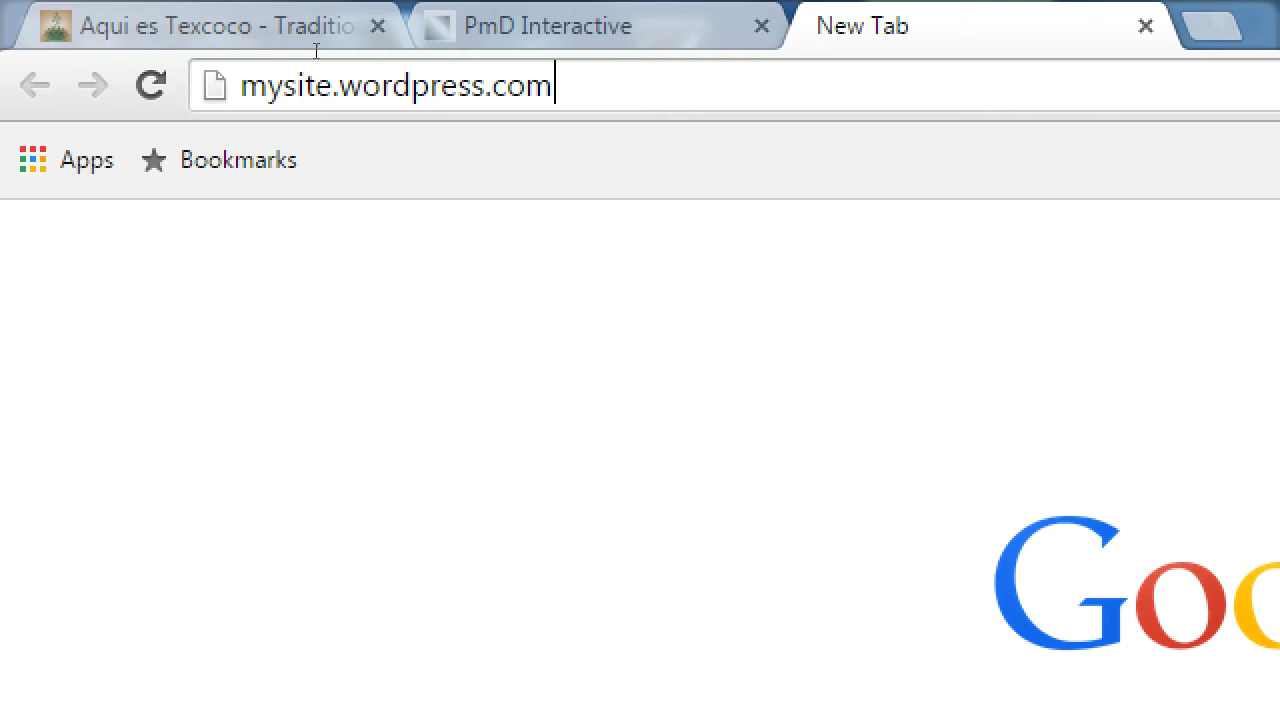 Aqui es Texcoco - Traditio
PmD Interactive
New Tab
mysite.wordpress.com
Apps
Bookmarks
Goo